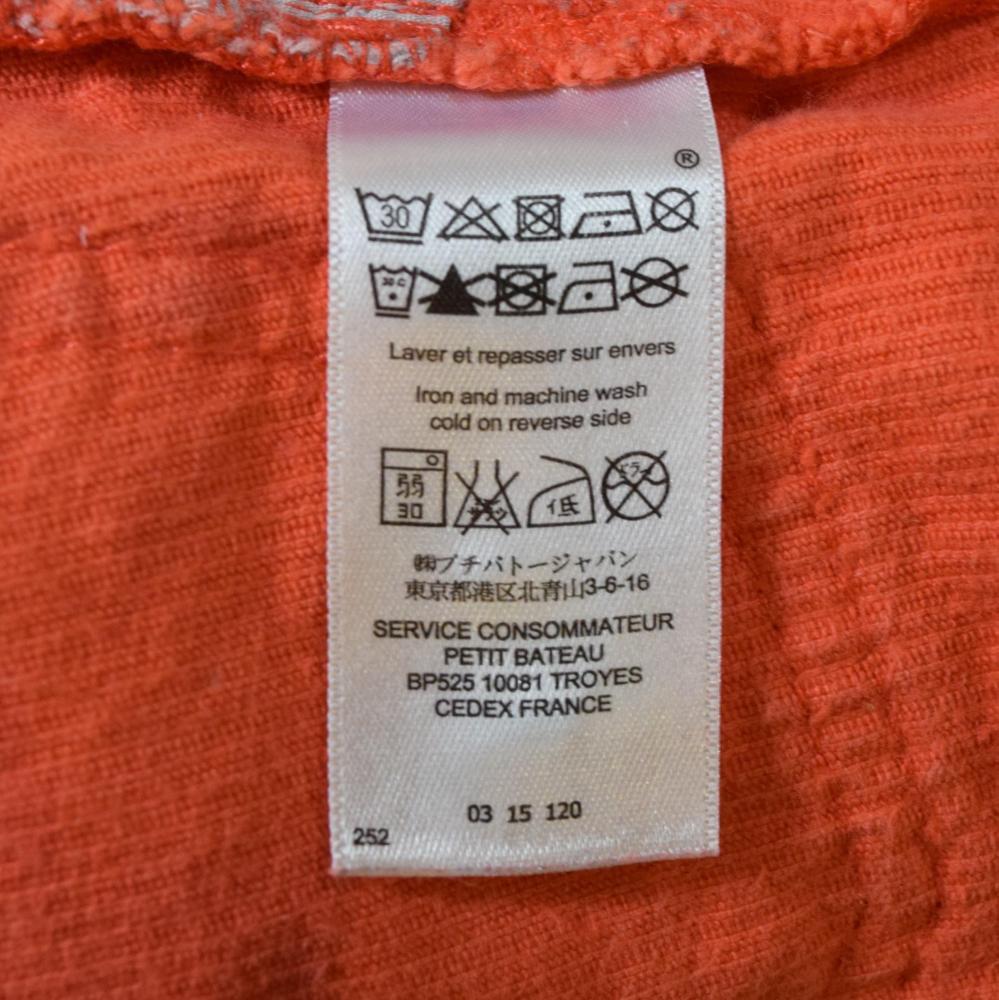 ®
30
30 C
Laver et repasser sur envers
Iron and machine wash
cold on reverse side
弱
30
低
㈱プチバトージャパン
東京都港区北青山3-6-16
SERVICE CONSOMMATEUR
PETIT BATEAU
BP525 10081 TROYES
CEDEX FRANCE
03 15 120
252